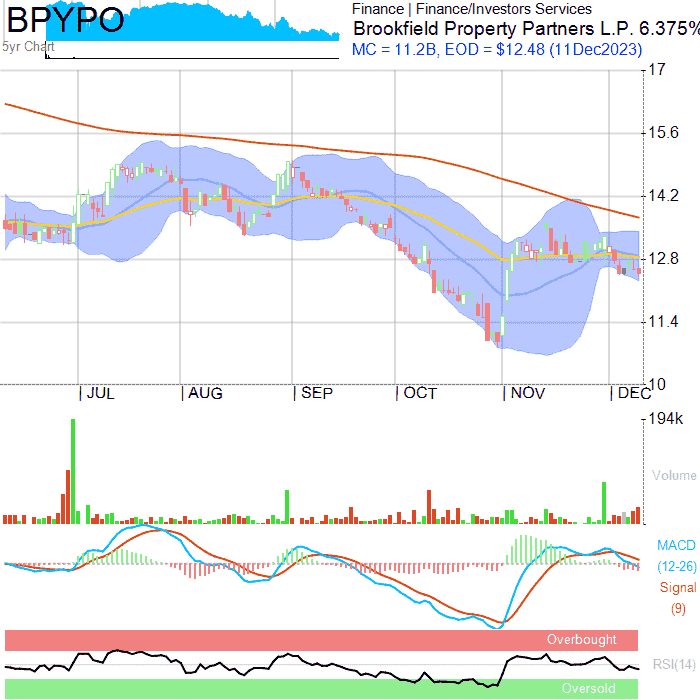 BPYPO
5yr Chart
Finance | Finance/Investors Services
Brookfield Property Partners L.P. 6.375%
MC = 11.2B, EOD = $12.48 (11Dec2023)
17
15.6
14.2
12.8
11.4
10
JUL AUG SEP OCT NOV DEC
194k
Volume
MACD
(12-26)
Signal
(9)
Overbought
RSI(14)
Oversold